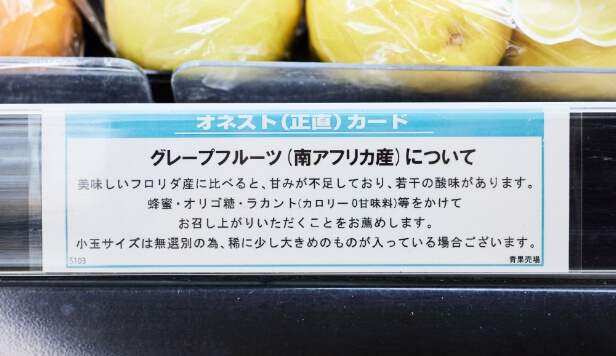 オネスト(正直)カード
グレープフルーツ(南アフリカ産)について
美味しいフロリダ産に比べると、甘みが不足しており、若干の酸味があります。
蜂蜜・オリゴ糖・ラカント(カロリー0甘味料)等をかけて
お召し上がりいただくことをお薦めします。
小玉サイズは無選別の為、稀に少し大きめのものが入っている場合ございます。
S103
青果売場